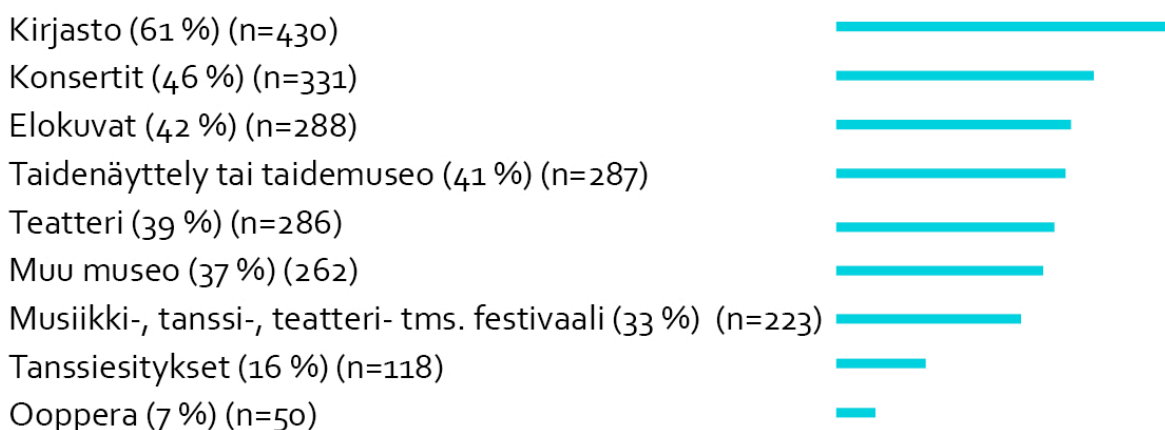 Kirjasto (61 %) (n=430)
Konsertit (46 %) (n=331)
Elokuvat (42 %) (n=288)
Taidenäyttely tai taidemuseo (41 %) (n=287)
Teatteri (39 %) (n=286)
Muu museo (37 %) (262)
Musiikki-, tanssi-, teatteri- tms. festivaali (33 %) (n=223)
Tanssiesitykset (16 %) (n=118)
Ooppera (7 %) (n=50)